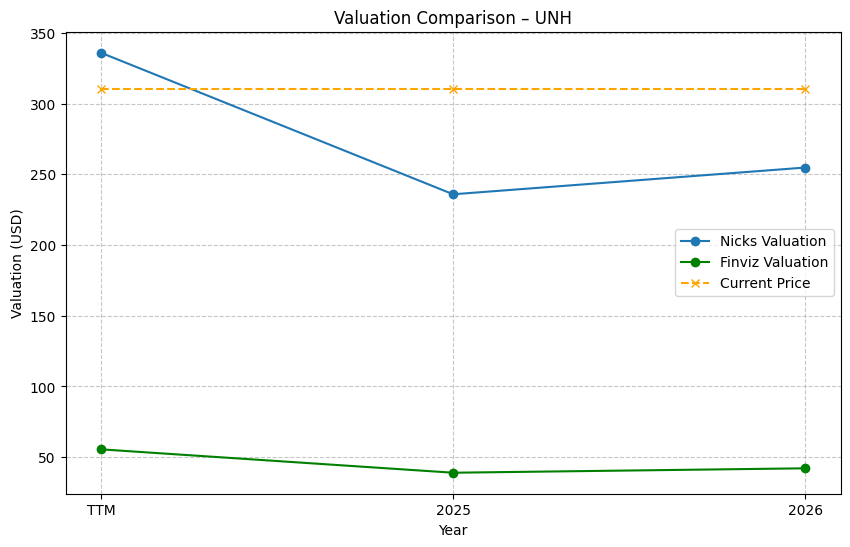 Valuation Comparison – UNH
Valuation (USD)
350
300
250
200
150
100
50
Nicks Valuation
Finviz Valuation
Current Price
TTM
2025
2026
Year